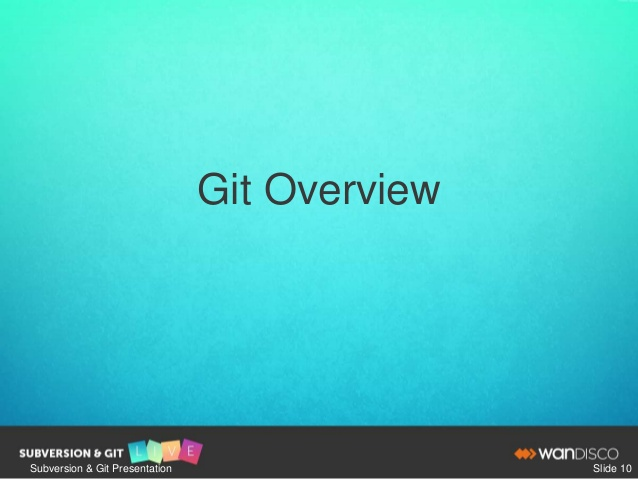 Git Overview
SUBVERSION & GIT LIVE
WANDISCO
Subversion & Git Presentation
Slide 10